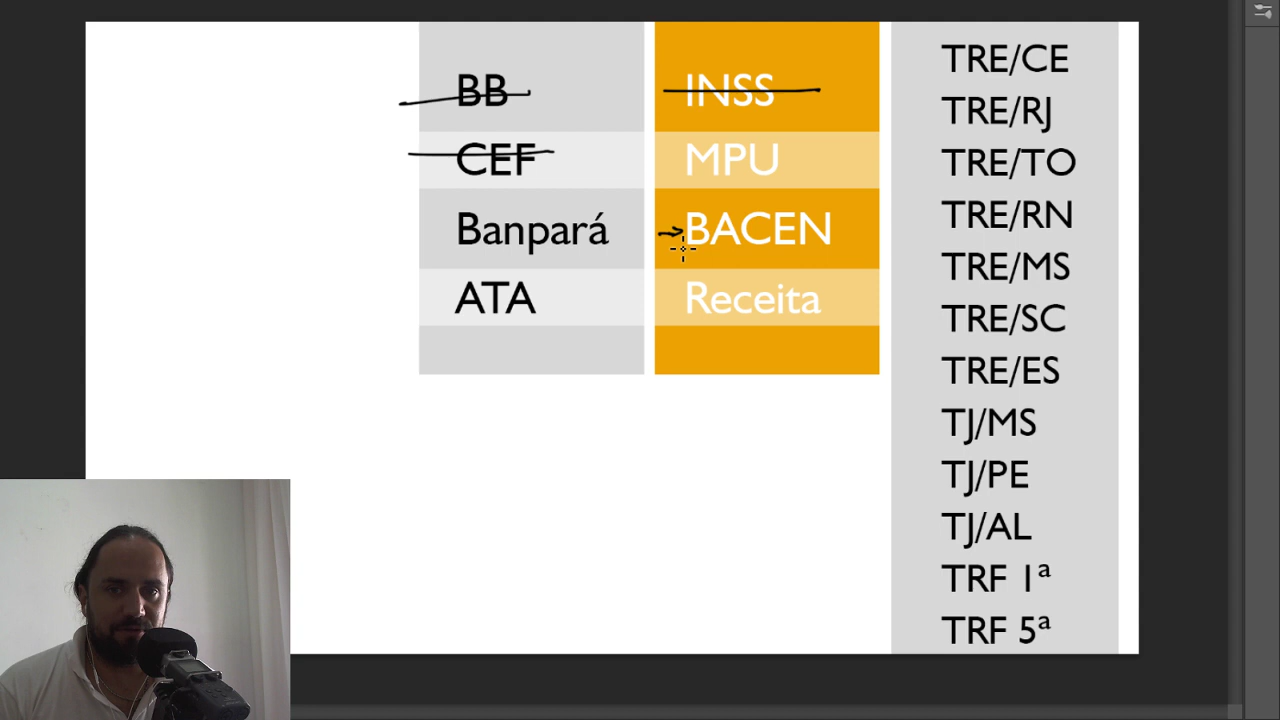 BB
CEF
Banpará
ATA
INSS
MPU
BACEN
Receita
TRE/CE
TRE/RJ
TRE/TO
TRE/RN
TRE/MS
TRE/SC
TRE/ES
TJ/MS
TJ/PE
TJ/AL
TRF 1ª
TRF 5ª